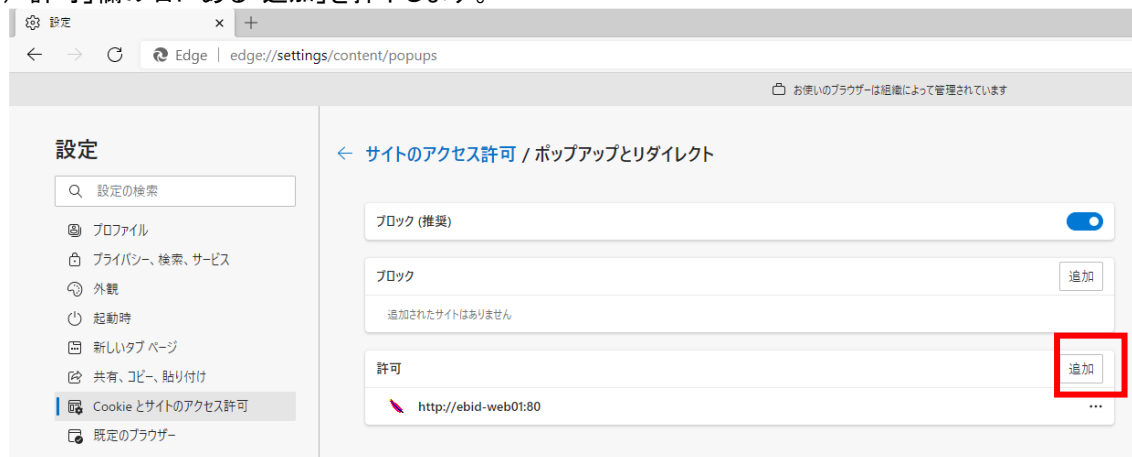 許可」欄の右にある「追加」を押下します。
設定
Edge | edge://settings/content/popups
お使いのブラウザーは組織によって管理されています
設定
設定の検索
プロファイル
プライバシー、検索、サービス
外観
起動時
新しいタブ ページ
共有、コピー、貼り付け
Cookie とサイトのアクセス許可
既定のブラウザー
サイトのアクセス許可 / ポップアップとリダイレクト
ブロック (推奨)
ブロック
追加
追加されたサイトはありません
許可
追加
http://ebid-web01:80